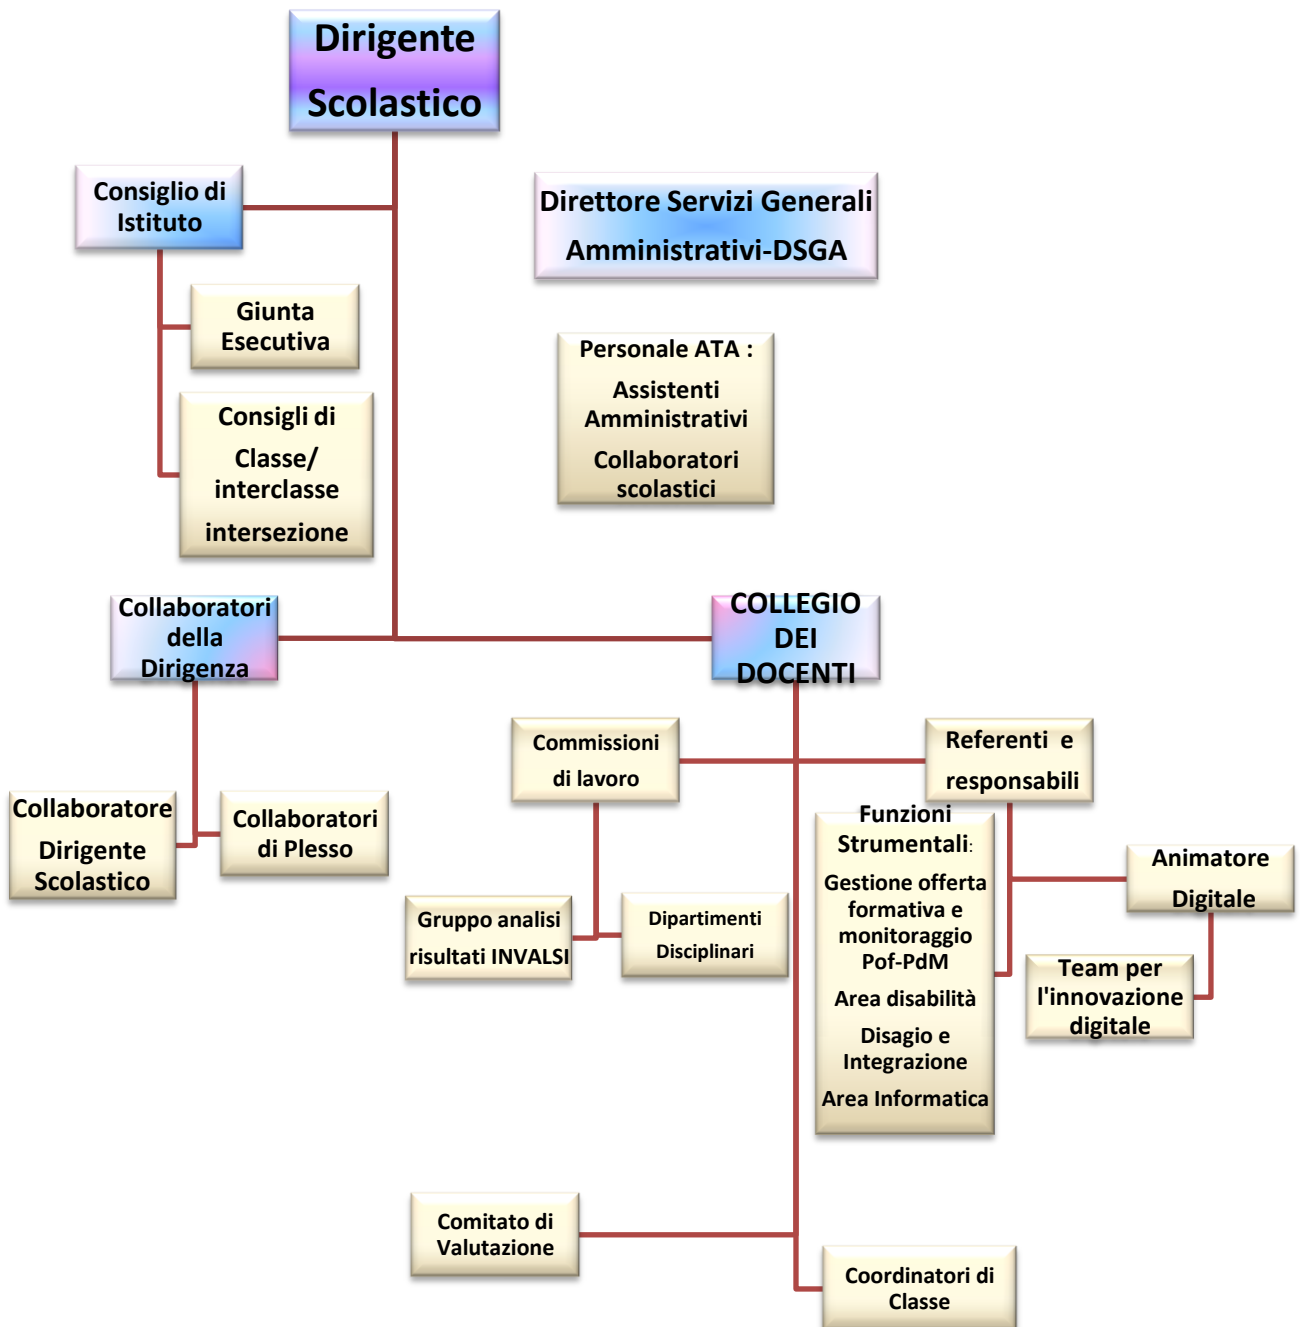 Dirigente
Scolastico
Consiglio di
Istituto
Direttore Servizi Generali
Amministrativi-DSGA
Giunta
Esecutiva
Personale ATA :
Assistenti
Amministrativi
Collaboratori
scolastici
Consigli di
Classe/
interclasse
intersezione
Collaboratori
della
Dirigenza
COLLEGIO
DEI
DOCENTI
Commissioni
di lavoro
Referenti e
responsabili
Collaboratore
Dirigente
Scolastico
Collaboratori
di Plesso
Funzioni
Strumentali:
Gestione offerta
formativa e
monitoraggio
Pof-PdM
Area disabilità
Disagio e
Integrazione
Area Informatica
Animatore
Digitale
Gruppo analisi
risultati INVALSI
Dipartimenti
Disciplinari
Team per
l'innovazione
digitale
Comitato di
Valutazione
Coordinatori di
Classe